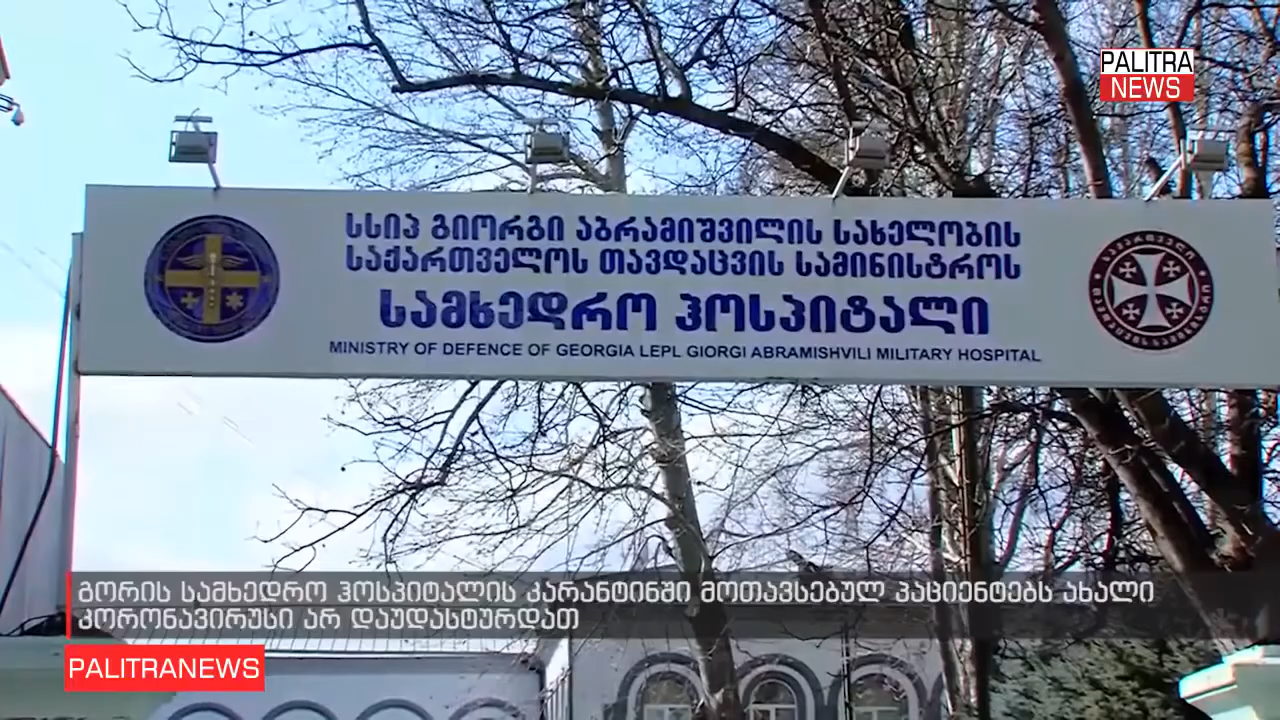 PALITRA
NEWS
სსიპ გიორგი აბრამიშვილის სახელობის
საქართველოს თავდაცვის სამინისტროს
სამხედრო ჰოსპიტალი
MINISTRY OF DEFENCE OF GEORGIA LEPL GIORGI ABRAMISHVILI MILITARY HOSPITAL
გორის სამხედრო ჰოსპიტალის კარანტინში მოთავსებულ პაციენტებს ახალი
კორონავირუსი არ დაუდასტურდათ
PALITRANEWS